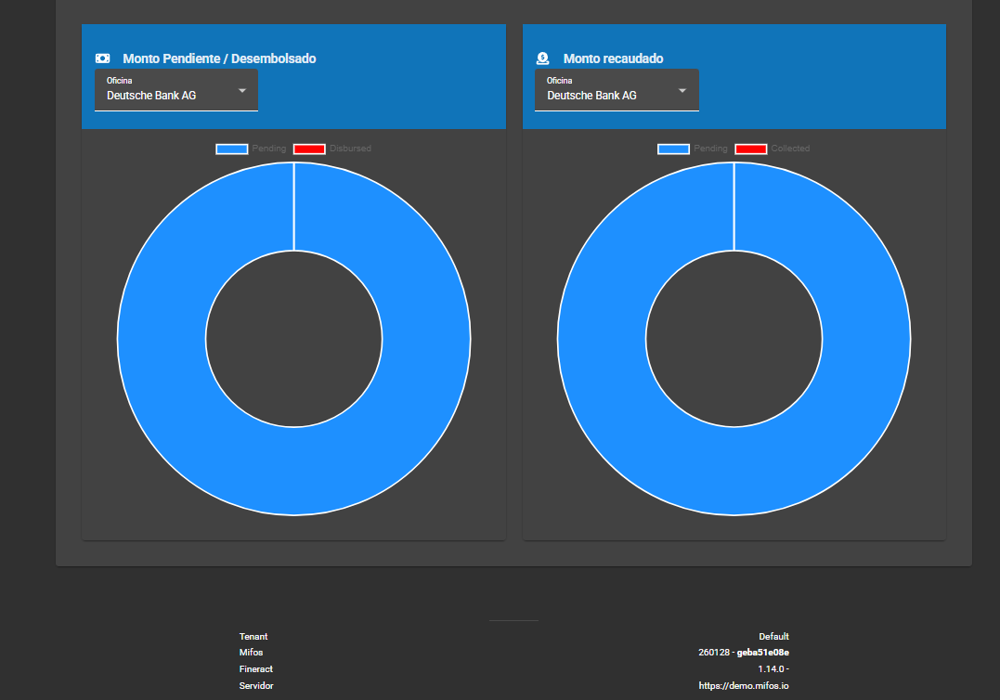 Monto Pendiente / Desembolsado
Oficina
Deutsche Bank AG
Pending Disbursed
Monto recaudado
Oficina
Deutsche Bank AG
Pending Collected
Tenant Default
Mifos 260128 - geba51e08e
Fineract 1.14.0 -
Servidor https://demo.mifos.io